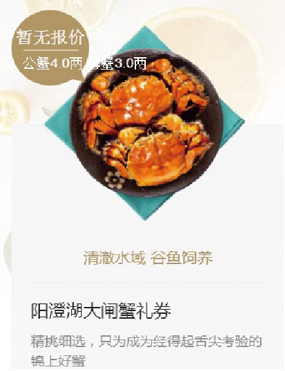 暂无报价
公蟹4.0两 母蟹3.0两
清澈水域 谷鱼饲养
阳澄湖大闸蟹礼券
精挑细选，只为成为经得起舌尖考验的
锦上好蟹